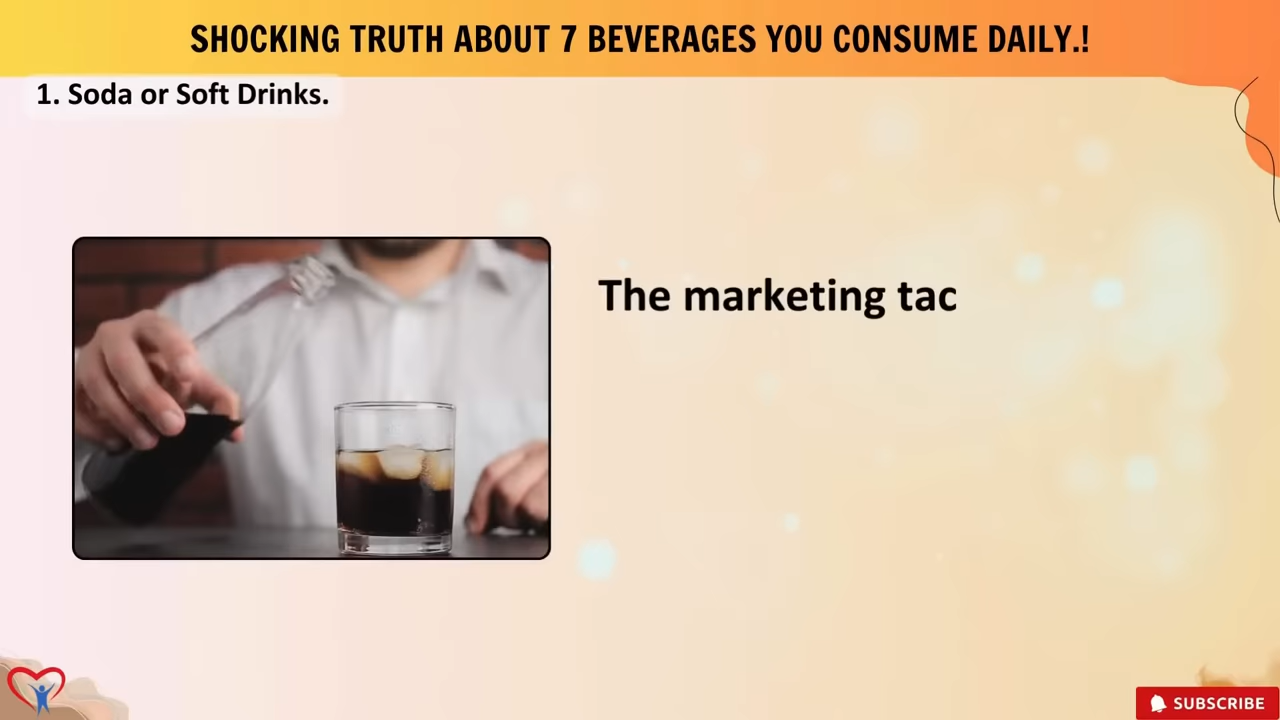 SHOCKING TRUTH ABOUT 7 BEVERAGES YOU CONSUME DAILY.!
1. Soda or Soft Drinks.
The marketing tac
SUBSCRIBE